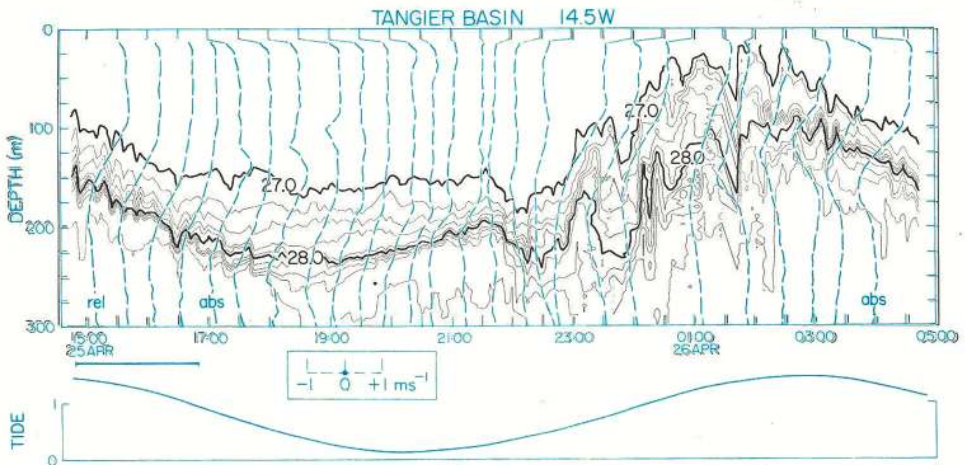 TANGIER BASIN 14.5W
0
100
200
300
DEPTH (m)
27.0
27.0
28.0
28.0
rel
abs
abs
15:00
17:00
19:00
21:00
23:00
01:00
03:00
05:00
25 APR
26 APR
-1 0 +1 ms⁻¹
TIDE
1
0